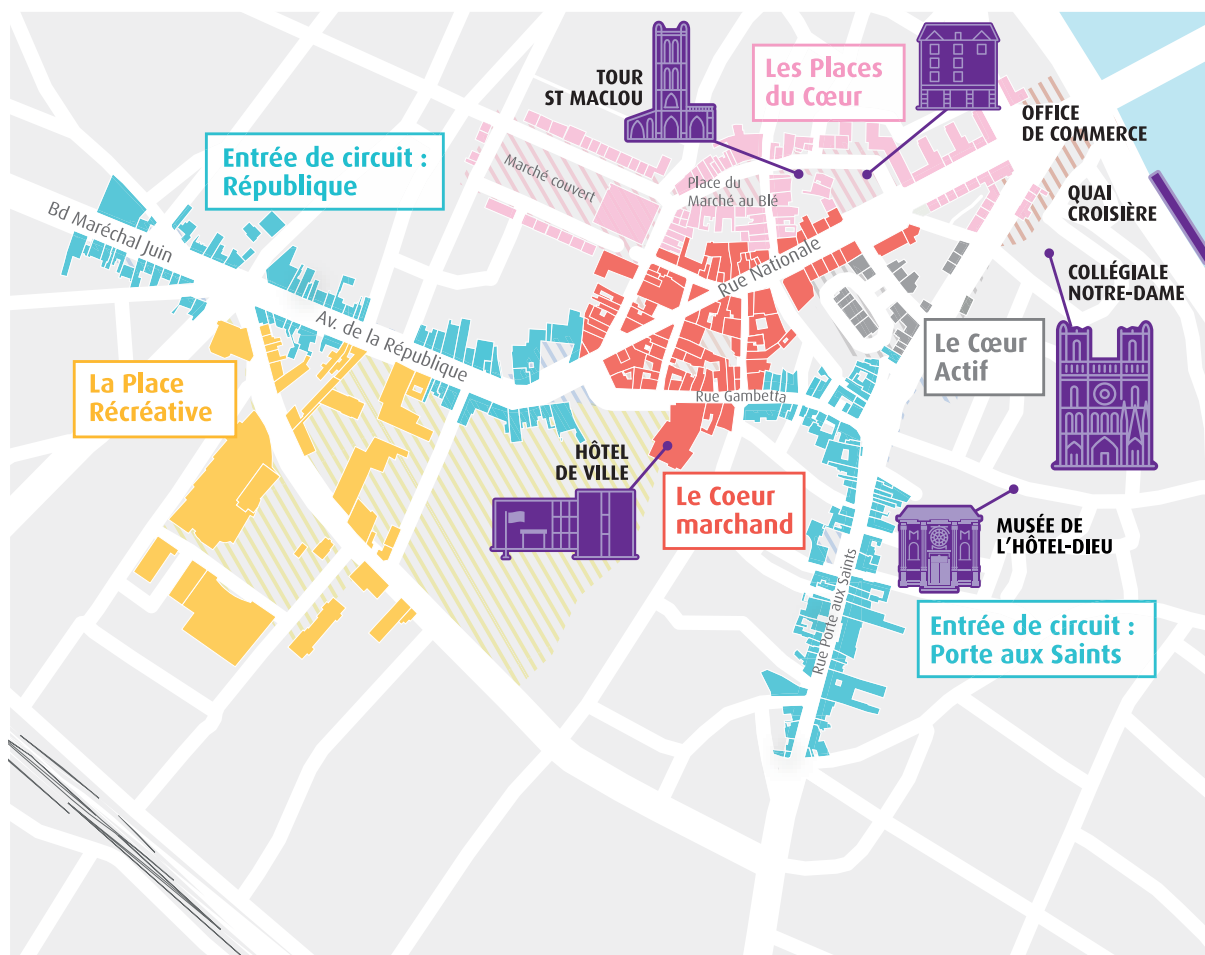 TOUR
ST MACLOU
Les Places
du Cœur
OFFICE
DE COMMERCE
Entrée de circuit :
République
Marché couvert
Place du
Marché au Blé
QUAI
CROISIÈRE
Bd Maréchal Juin
Rue Nationale
COLLÉGIALE
NOTRE-DAME
Av. de la République
Le Cœur
Actif
La Place
Récréative
Rue Gambetta
HÔTEL
DE VILLE
Le Coeur
marchand
MUSÉE DE
L'HÔTEL-DIEU
Rue Porte aux Saints
Entrée de circuit :
Porte aux Saints